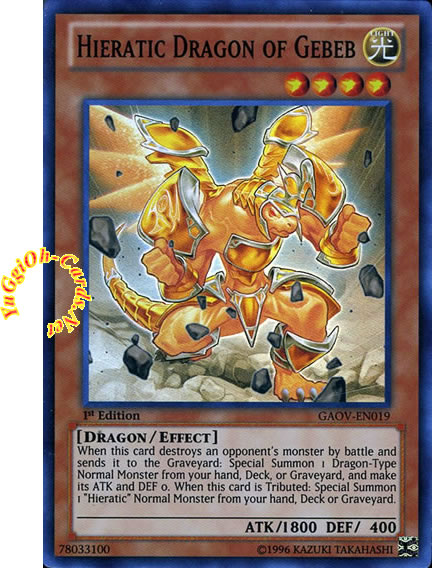 HIERATIC DRAGON OF GEBEB
LIGHT
光
YuGgiOh-Cards.Net
1st Edition
GAOV-EN019
[DRAGON/EFFECT]
When this card destroys an opponent's monster by battle and
sends it to the Graveyard: Special Summon 1 Dragon-Type
Normal Monster from your hand, Deck, or Graveyard, and make
its ATK and DEF 0. When this card is Tributed: Special Summon
1 "Hieratic" Normal Monster from your hand, Deck or Graveyard.
ATK/1800 DEF/ 400
78033100
©1996 KAZUKI TAKAHASHI